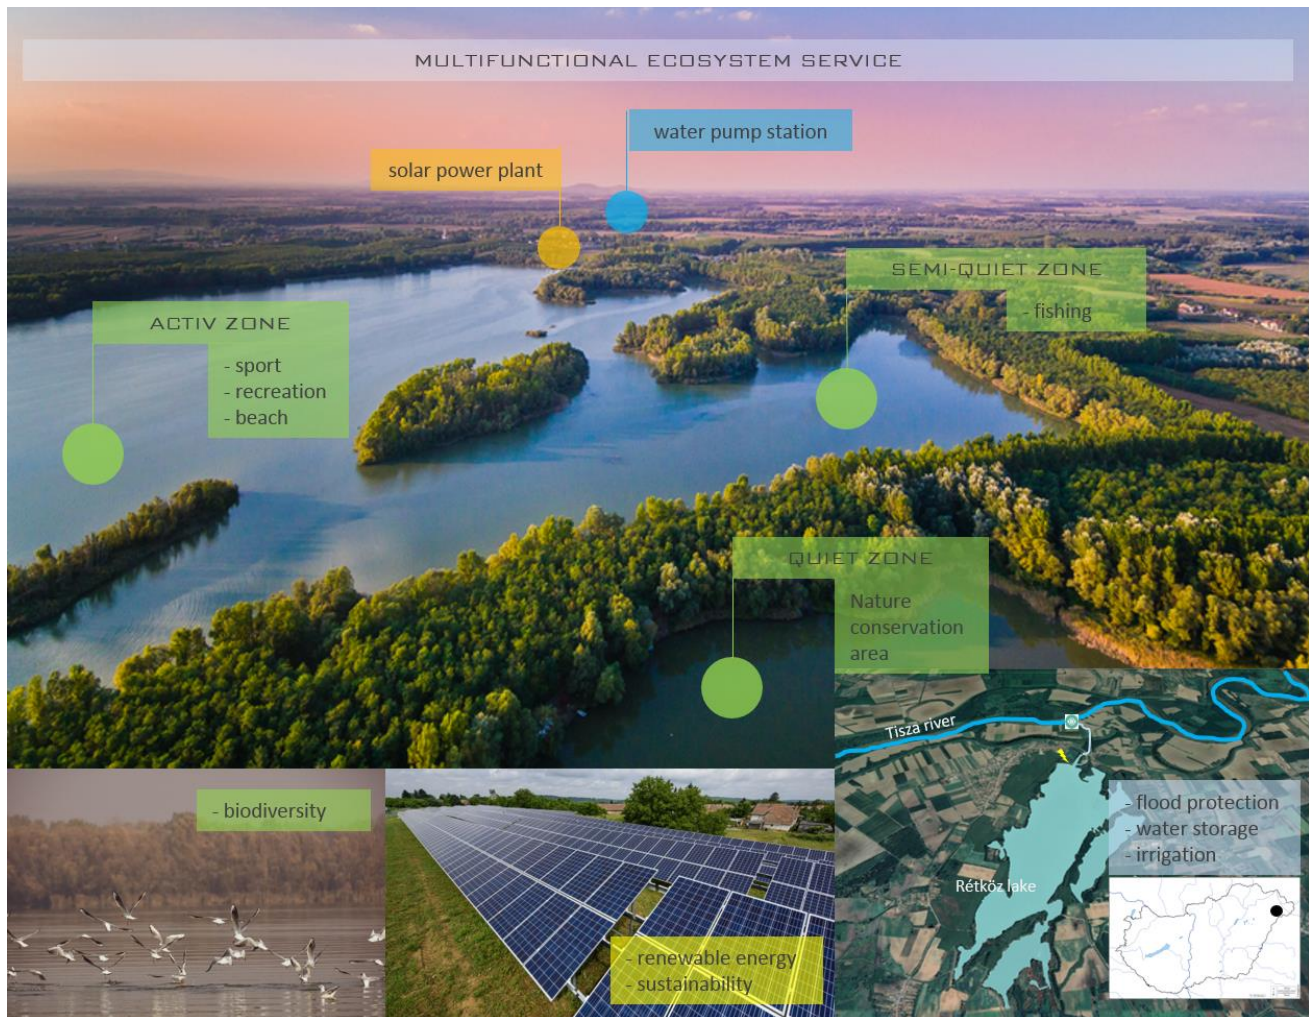 MULTIFUNCTIONAL ECOSYSTEM SERVICE
water pump station
solar power plant
SEMI-QUIET ZONE
- fishing
ACTIV ZONE
- sport
- recreation
- beach
QUIET ZONE
Nature
conservation
area
Tisza river
- biodiversity
- flood protection
- water storage
- irrigation
Rétköz lake
- renewable energy
- sustainability